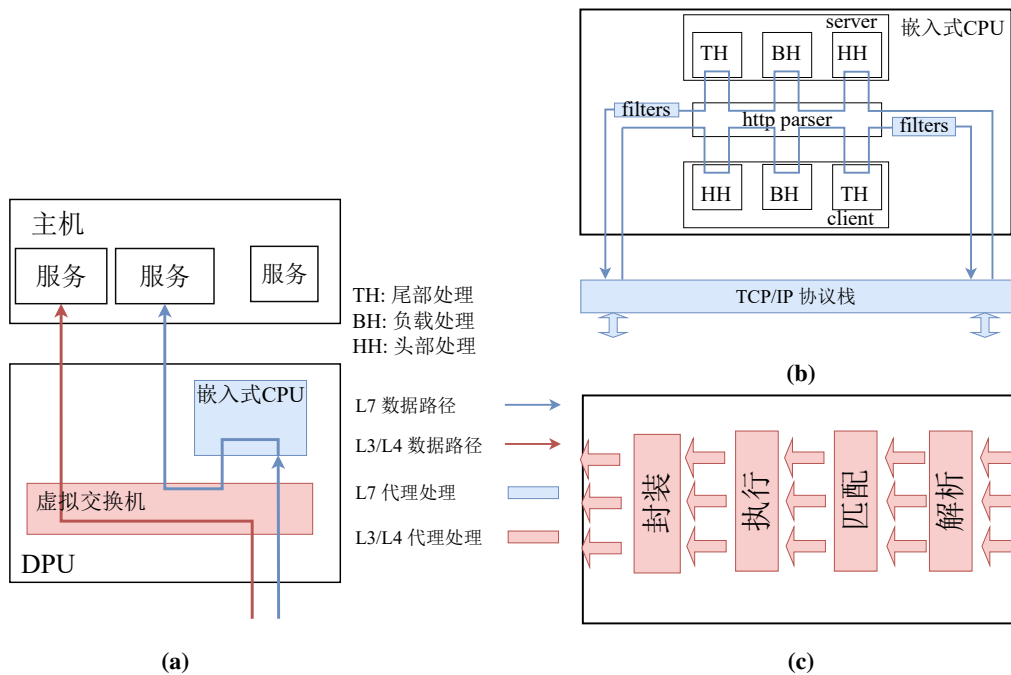 主机
服务
服务
服务
嵌入式CPU
虚拟交换机
DPU
(a)
TH: 尾部处理
BH: 负载处理
HH: 头部处理
L7 数据路径
L3/L4 数据路径
L7 代理处理
L3/L4 代理处理
server
嵌入式CPU
TH
BH
HH
filters
http parser
filters
HH
BH
TH
client
TCP/IP 协议栈
(b)
封装
执行
匹配
解析
(c)